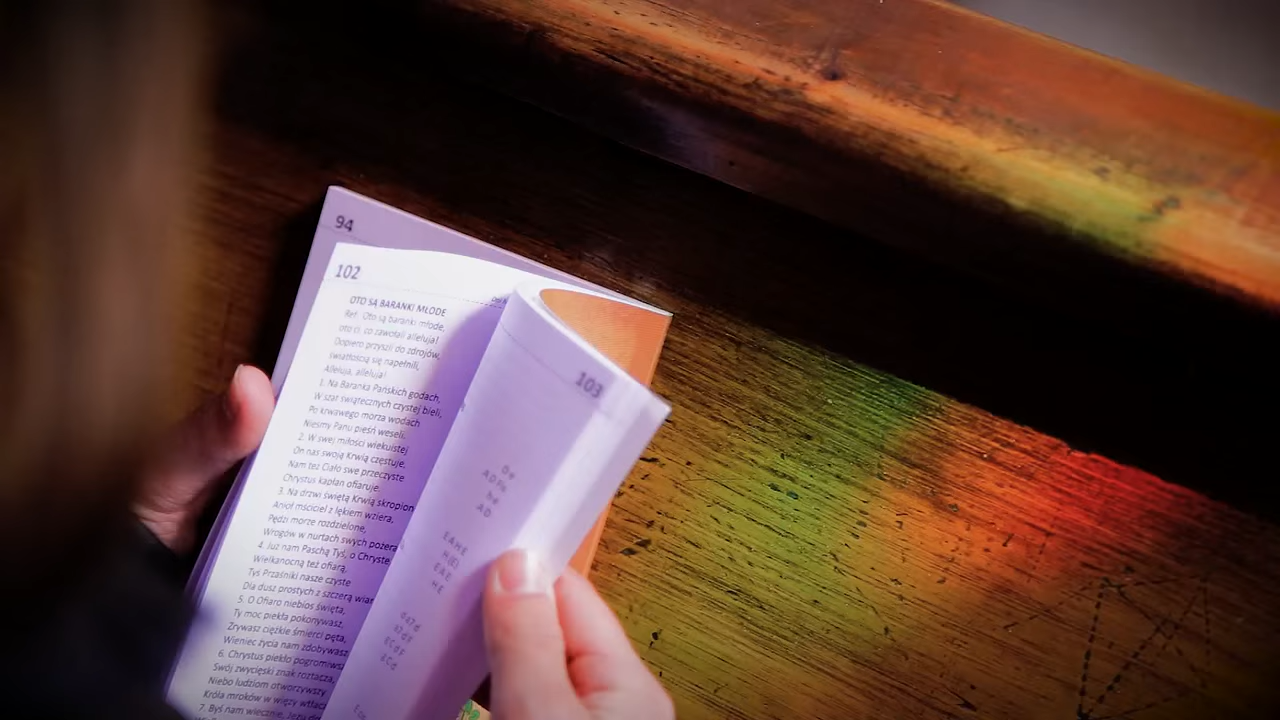 94
102
OTO SĄ BARANKI MŁODE
Ref. Oto są baranki młode,
oto ci, co zawołali alleluja!
Dopiero przyszli do zdrojów,
światłością się napełnili,
Alleluja, alleluja!
1. Na Baranka Pańskich godach,
W szat świątecznych czystej bieli,
Po krwawego morza wodach
Nieśmy Panu pieśń weseli.
2. W swej miłości wiekuistej
On nas swoją Krwią częstuje,
Nam też Ciało swe przeczyste
Chrystus kapłan ofiaruje.
3. Na drzwi świętą Krwią skropion
Anioł mściciel z lękiem wziera,
Pędzi morze rozdzielone,
Wrogów w nurtach swych pożera
4. Już nam Paschą Tyś, o Chryste
Wielkanocną też ofiarą,
Tyś Przaśniki nasze czyste
Dla dusz prostych z szczerą wiar
5. O Ofiaro niebios święta,
Ty moc piekła pokonywasz,
Zrywasz ciężkie śmierci pęta,
Wieniec życia nam zdobywasz
6. Chrystus piekło pogromiwsz
Swój zwycięski znak roztacza,
Niebo ludziom otworzywszy
Króla mroków w więzy wtłacz
7. Byś nam wiecznie, Jezu d
103
D e
h e
A D
E A H E
H (E)
E A E
H E